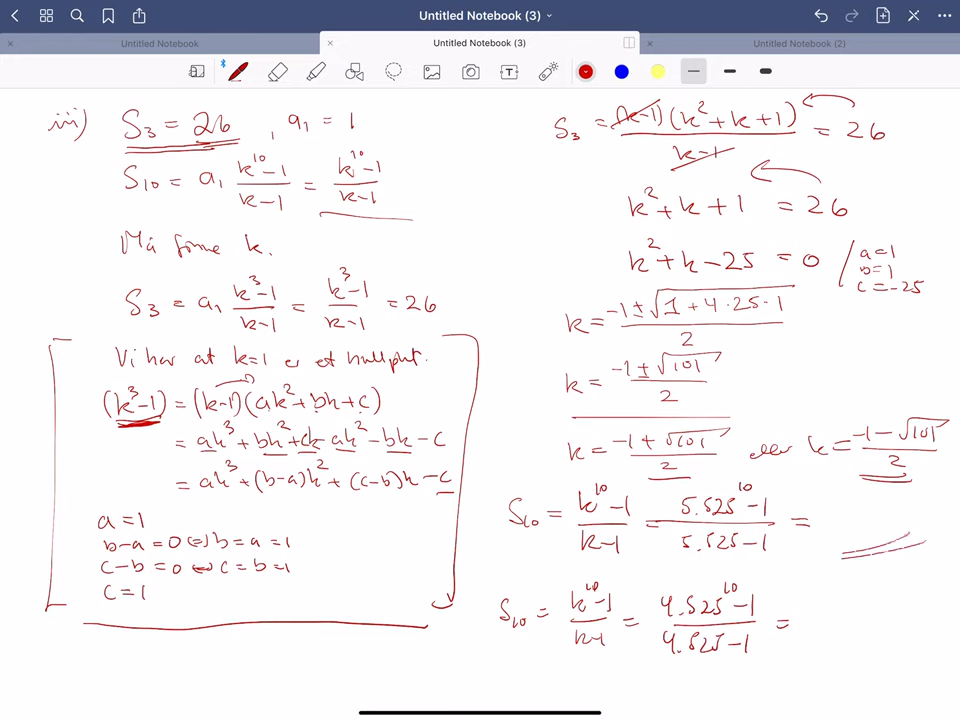 Untitled Notebook (3)
Untitled Notebook
Untitled Notebook (3)
Untitled Notebook (2)
iii) S₃ = 26 , a₁ = 1
S₁₀ = a₁ (k¹⁰-1)/(k-1) = (k¹⁰-1)/(k-1)
Må finne k.
S₃ = a₁ (k³-1)/(k-1) = (k³-1)/(k-1) = 26
Vi har at k=1 er et nullpkt.
(k³-1) = (k-1)(ak²+bk+c)
= ak³+bk²+ck-ak²-bk-c
= ak³+(b-a)k²+(c-b)k-c
a=1
b-a=0 ⇔ b=a=1
c-b=0 ⇔ c=b=1
c=1
S₃ = (k-1)(k²+k+1)/(k-1) = 26
k²+k+1 = 26
k²+k-25 = 0
a=1
b=1
c=-25
k = (-1±√(1+4·25·1))/2
k = (-1±√101)/2
k = (-1+√101)/2 eller k = (-1-√101)/2
S₁₀ = (k¹⁰-1)/(k-1) = (5.525¹⁰-1)/(5.525-1) =
S₁₀ = (k¹⁰-1)/(k-1) = (4.525¹⁰-1)/(4.525-1) =